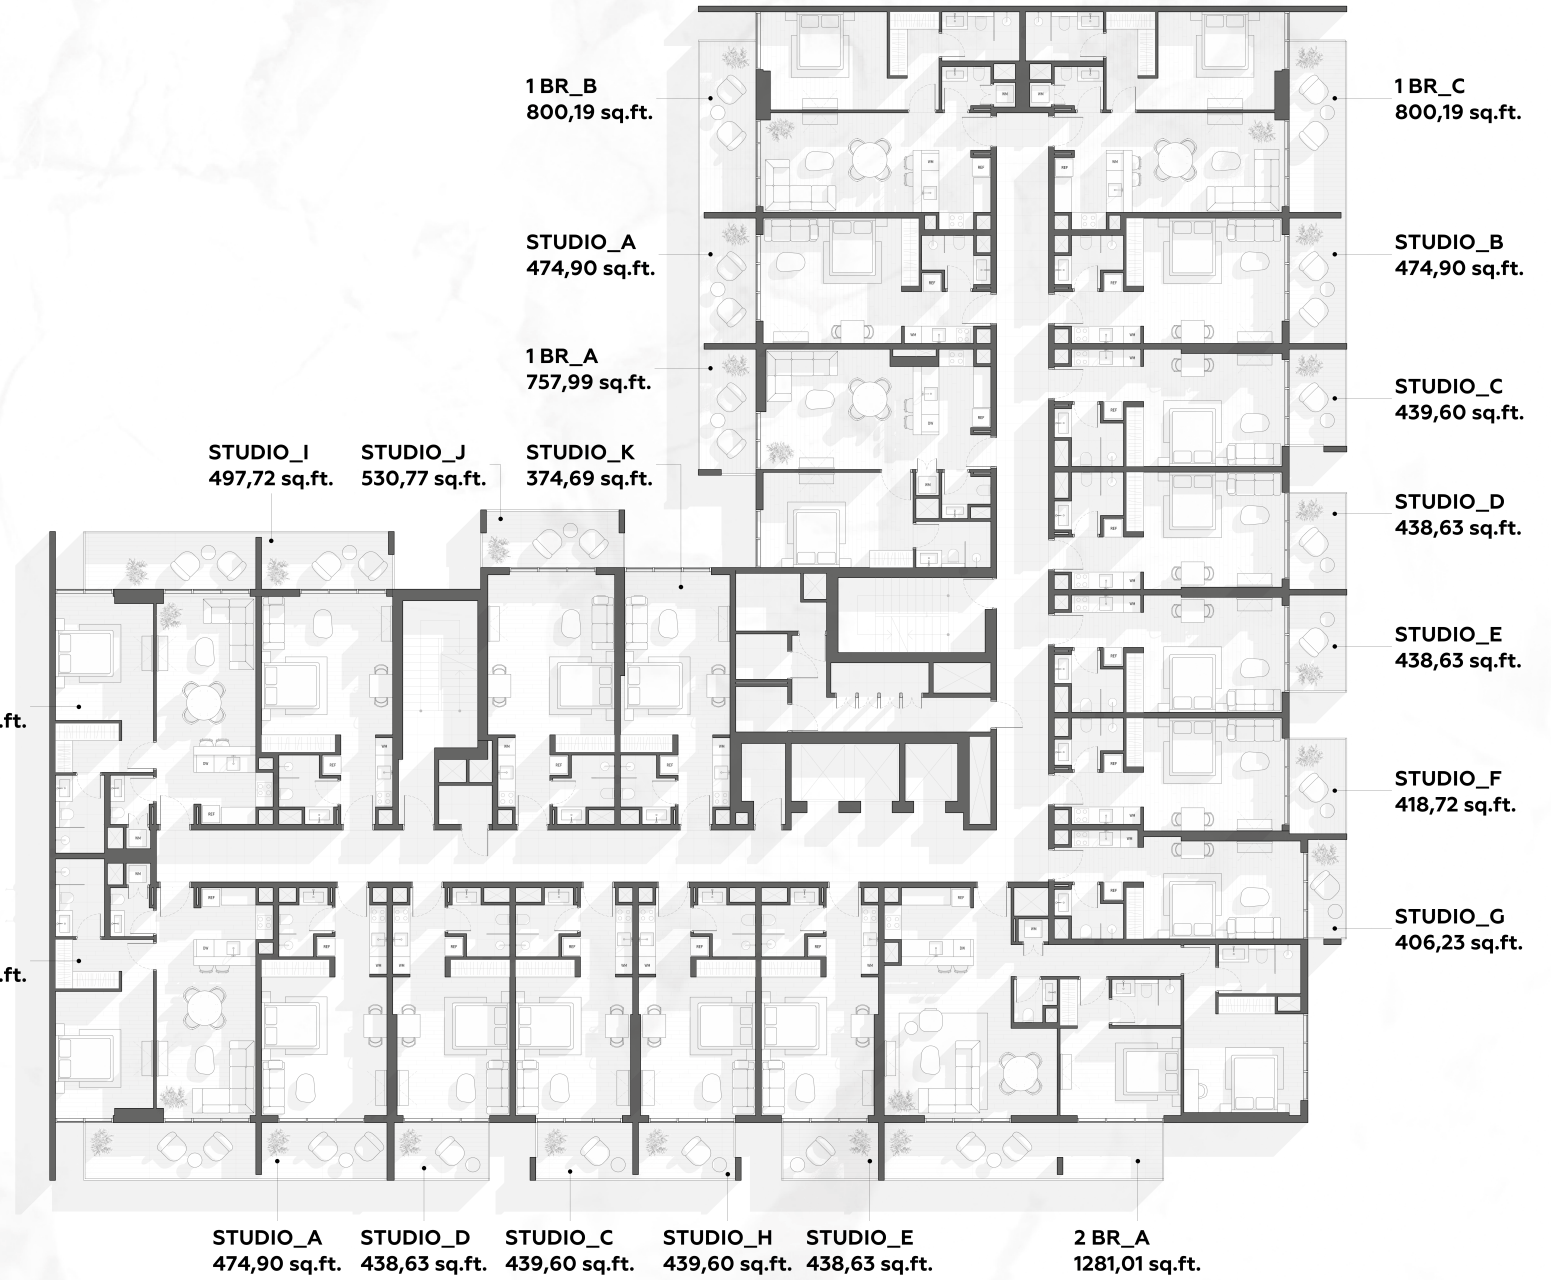 1 BR_B
800,19 sq.ft.
1 BR_C
800,19 sq.ft.
STUDIO_A
474,90 sq.ft.
STUDIO_B
474,90 sq.ft.
1 BR_A
757,99 sq.ft.
STUDIO_C
439,60 sq.ft.
STUDIO_I
497,72 sq.ft.
STUDIO_J
530,77 sq.ft.
STUDIO_K
374,69 sq.ft.
STUDIO_D
438,63 sq.ft.
STUDIO_E
438,63 sq.ft.
.ft.
STUDIO_F
418,72 sq.ft.
STUDIO_G
406,23 sq.ft.
.ft.
STUDIO_A
474,90 sq.ft.
STUDIO_D
438,63 sq.ft.
STUDIO_C
439,60 sq.ft.
STUDIO_H
439,60 sq.ft.
STUDIO_E
438,63 sq.ft.
2 BR_A
1281,01 sq.ft.